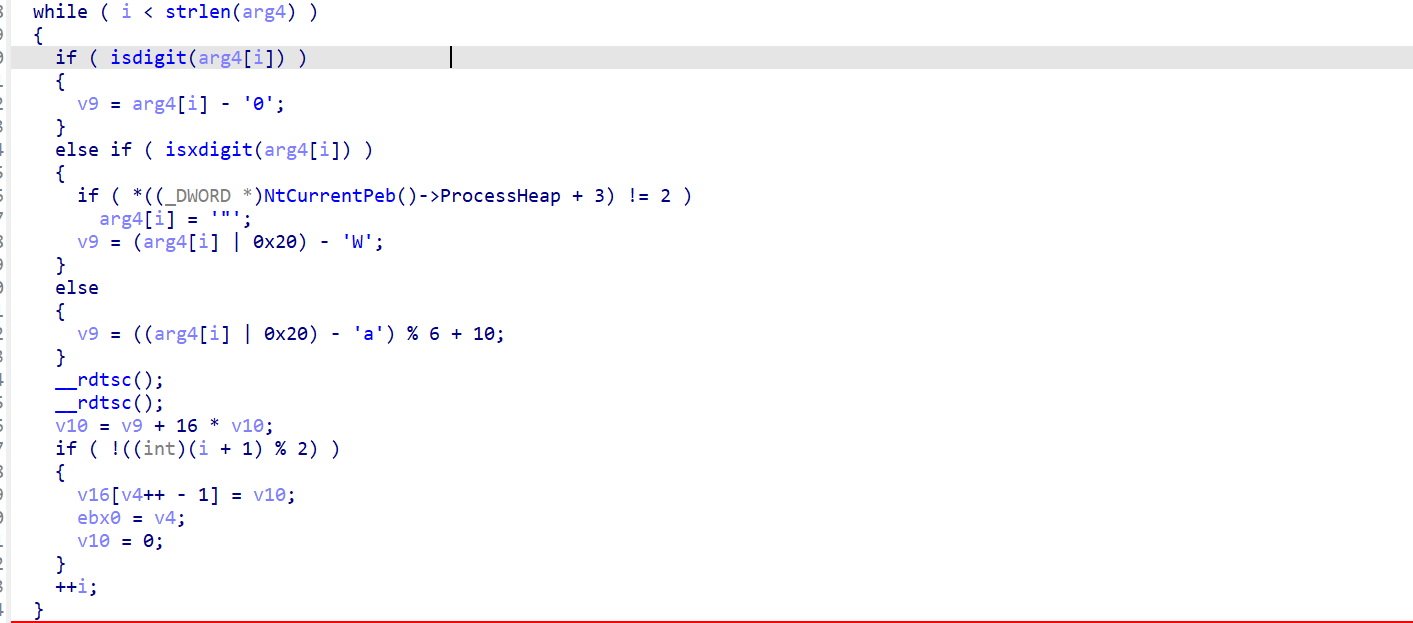 while ( i < strlen(arg4) )
{
if ( isdigit(arg4[i]) )
{
v9 = arg4[i] - '0';
}
else if ( isxdigit(arg4[i]) )
{
if ( *((_DWORD *)NtCurrentPeb()->ProcessHeap + 3) != 2 )
arg4[i] = '"';
v9 = (arg4[i] | 0x20) - 'W';
}
else
{
v9 = ((arg4[i] | 0x20) - 'a') % 6 + 10;
}
__rdtsc();
__rdtsc();
v10 = v9 + 16 * v10;
if ( !((int)(i + 1) % 2) )
{
v16[v4++ - 1] = v10;
ebx0 = v4;
v10 = 0;
}
++i;
}